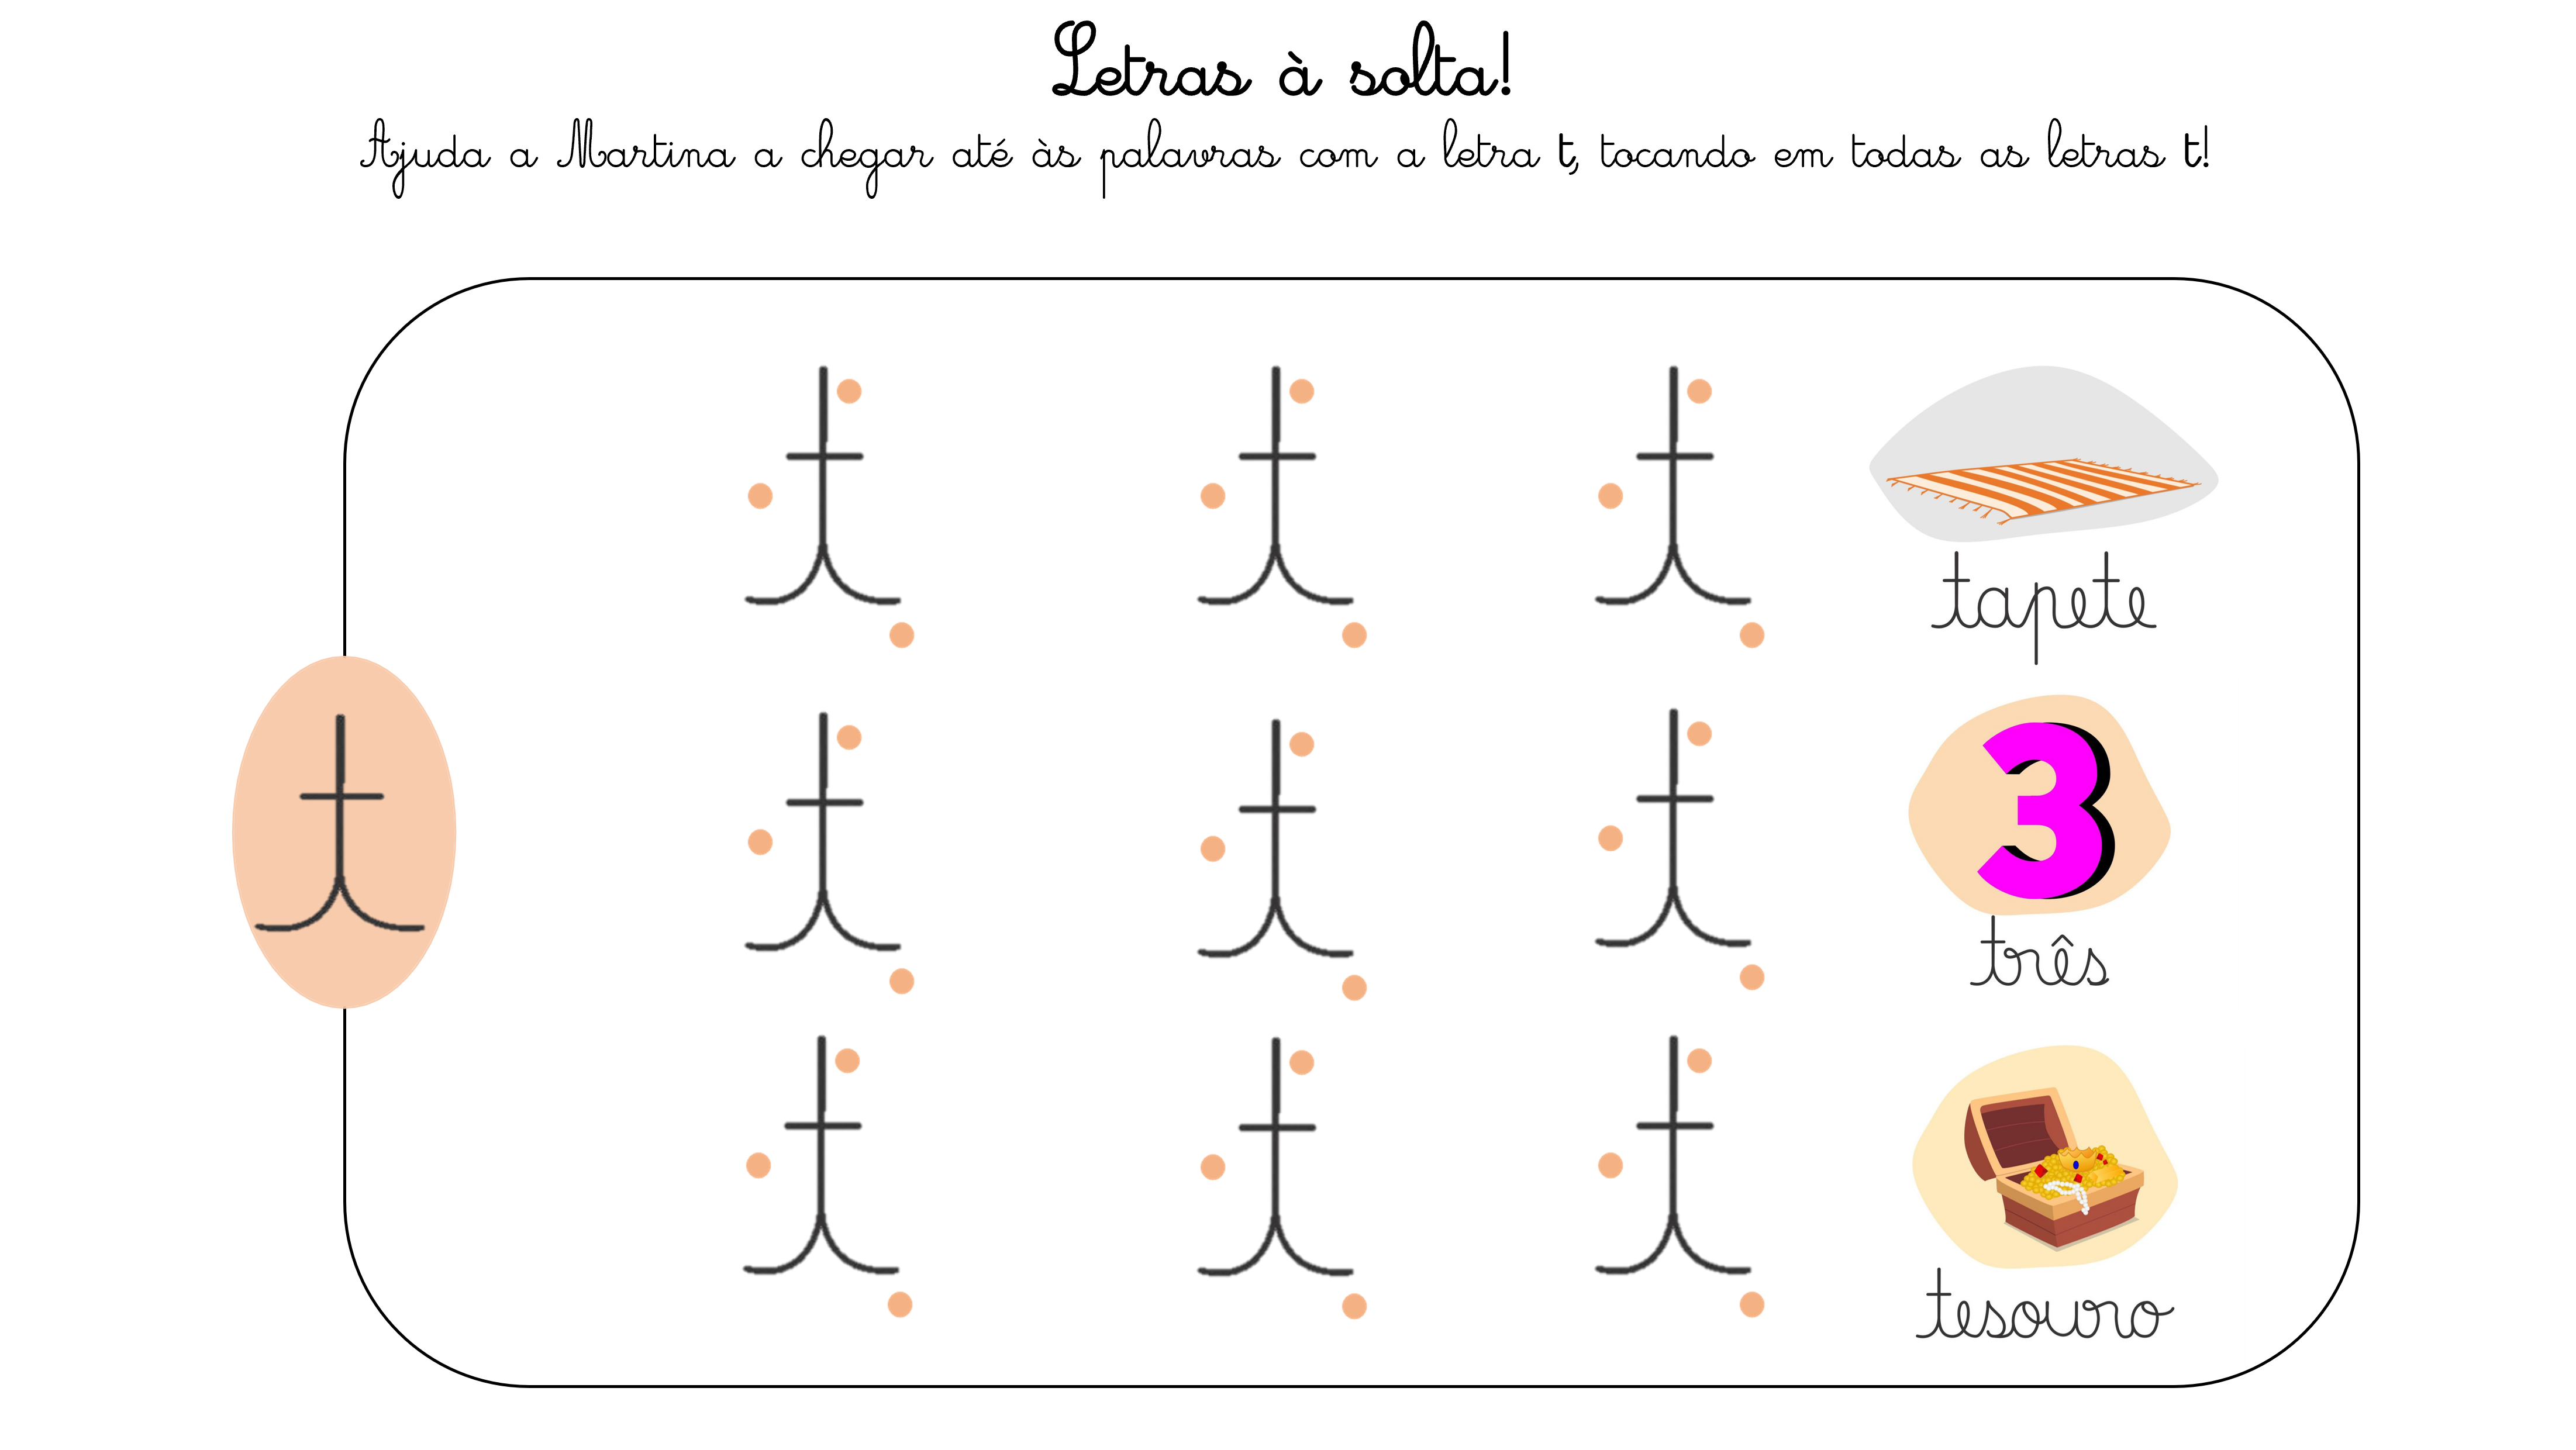 Letras à solta!
Ajuda a Martina a chegar até às palavras com a letra t, tocando em todas as letras t!
t t t
tapete
t
t t t
3
três
t t t
tesouro